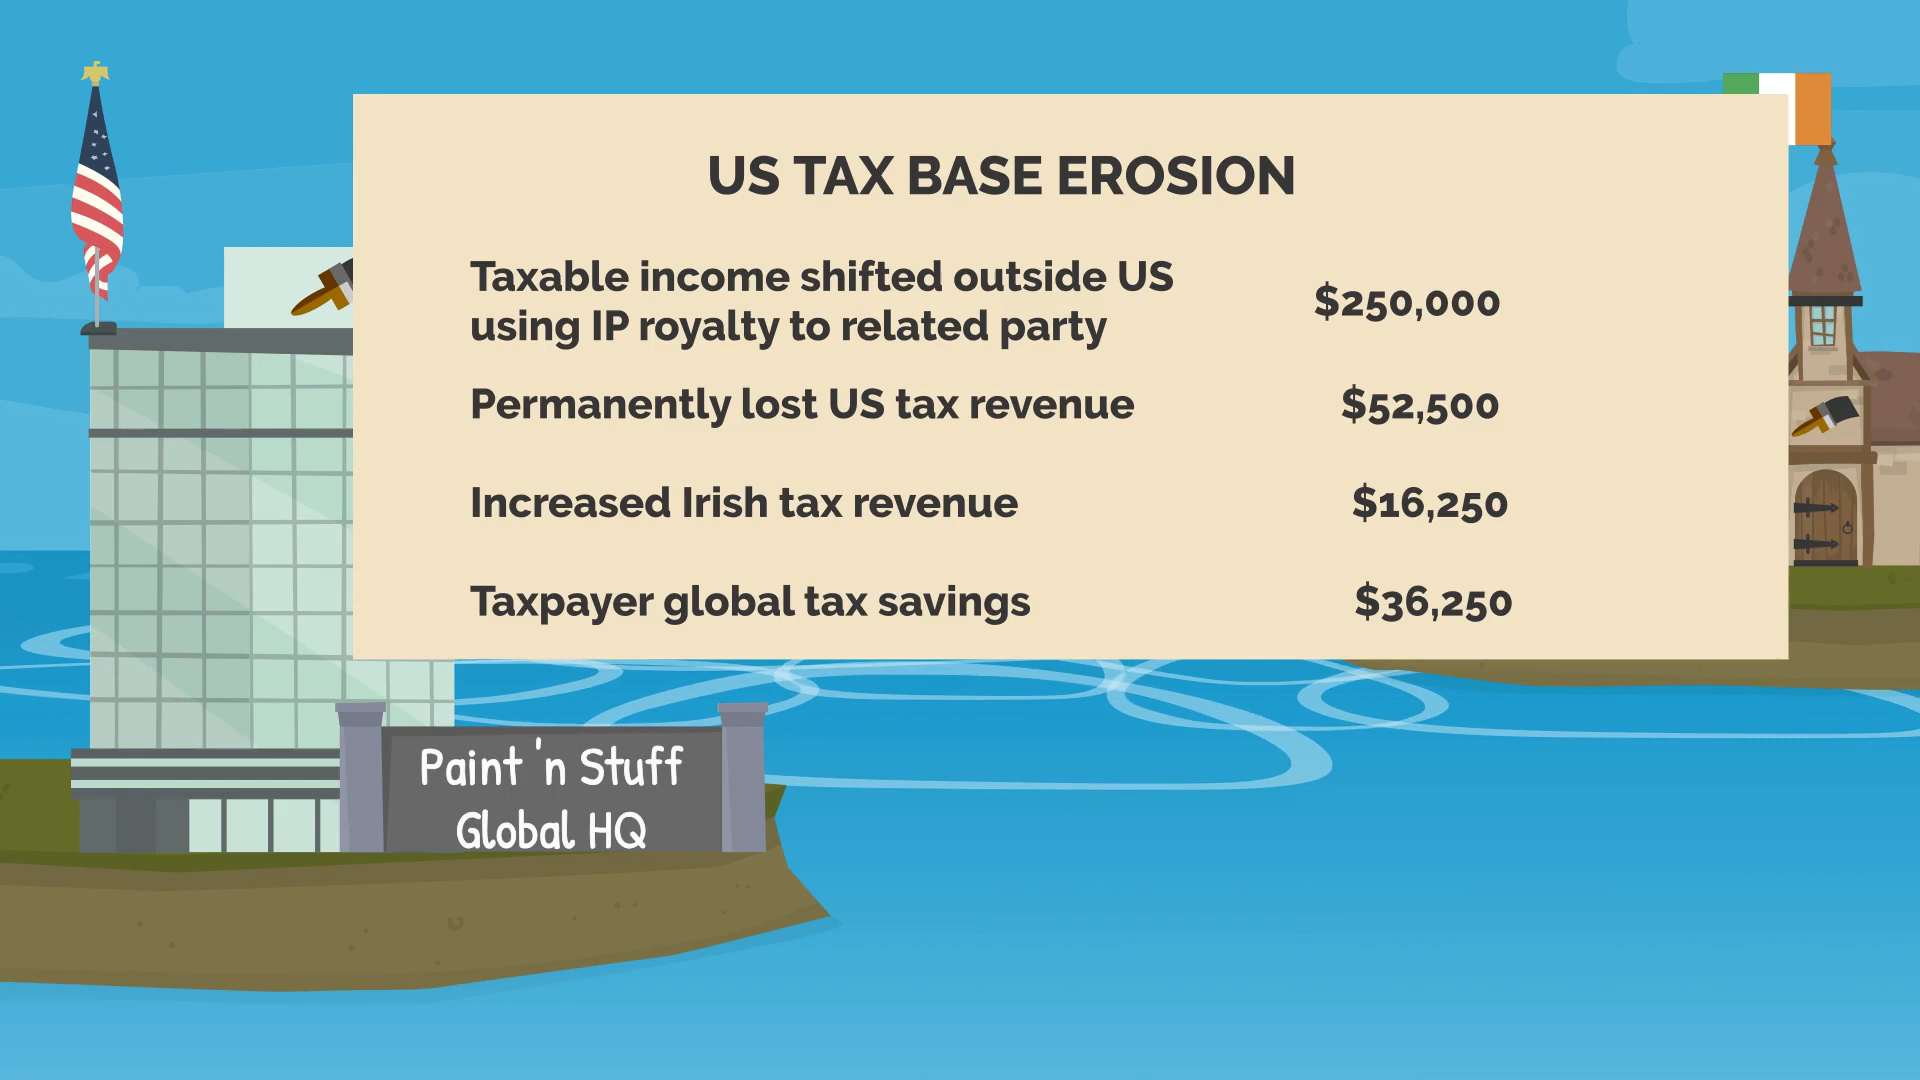 US TAX BASE EROSION
Taxable income shifted outside US
using IP royalty to related party
$250,000
Permanently lost US tax revenue
$52,500
Increased Irish tax revenue
$16,250
Taxpayer global tax savings
$36,250
Paint 'n Stuff
Global HQ